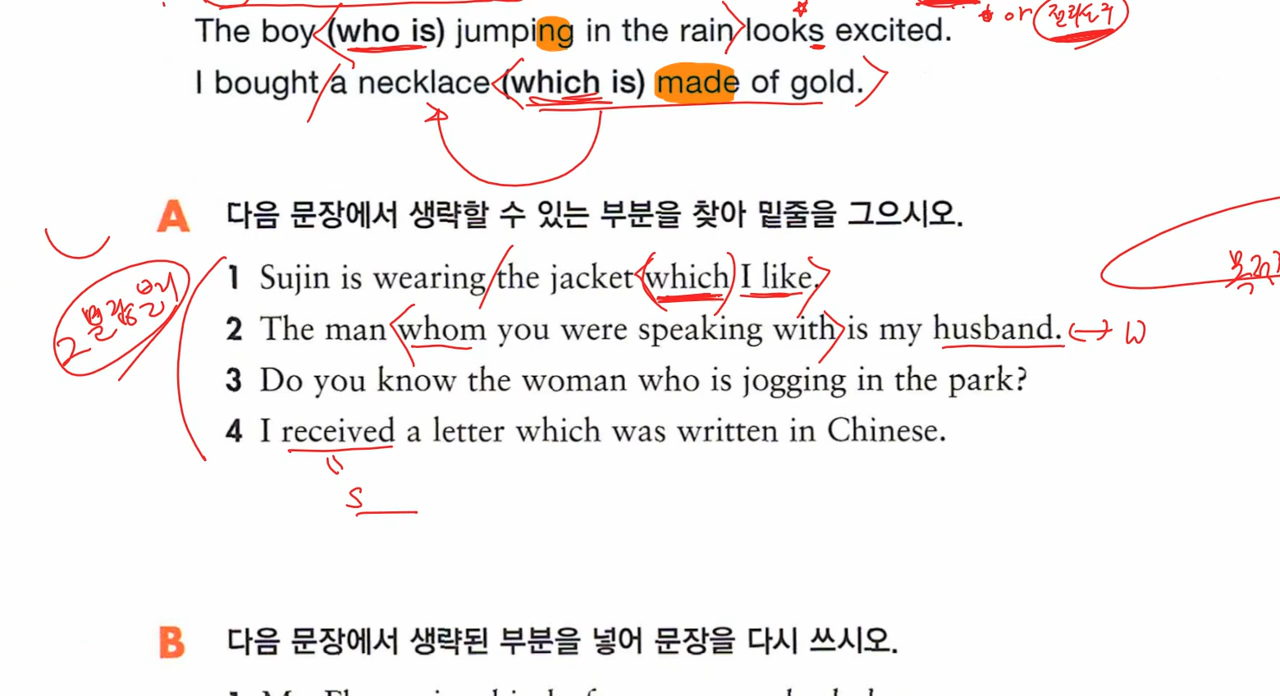 or 전라도구
The boy (who is) jumping in the rain looks excited.
I bought a necklace (which is) made of gold.
A 다음 문장에서 생략할 수 있는 부분을 찾아 밑줄을 그으시오.
1 Sujin is wearing the jacket (which) I like.
2 The man whom you were speaking with is my husband. ↔ W
3 Do you know the woman who is jogging in the park?
4 I received a letter which was written in Chinese.
S
B 다음 문장에서 생략된 부분을 넣어 문장을 다시 쓰시오.